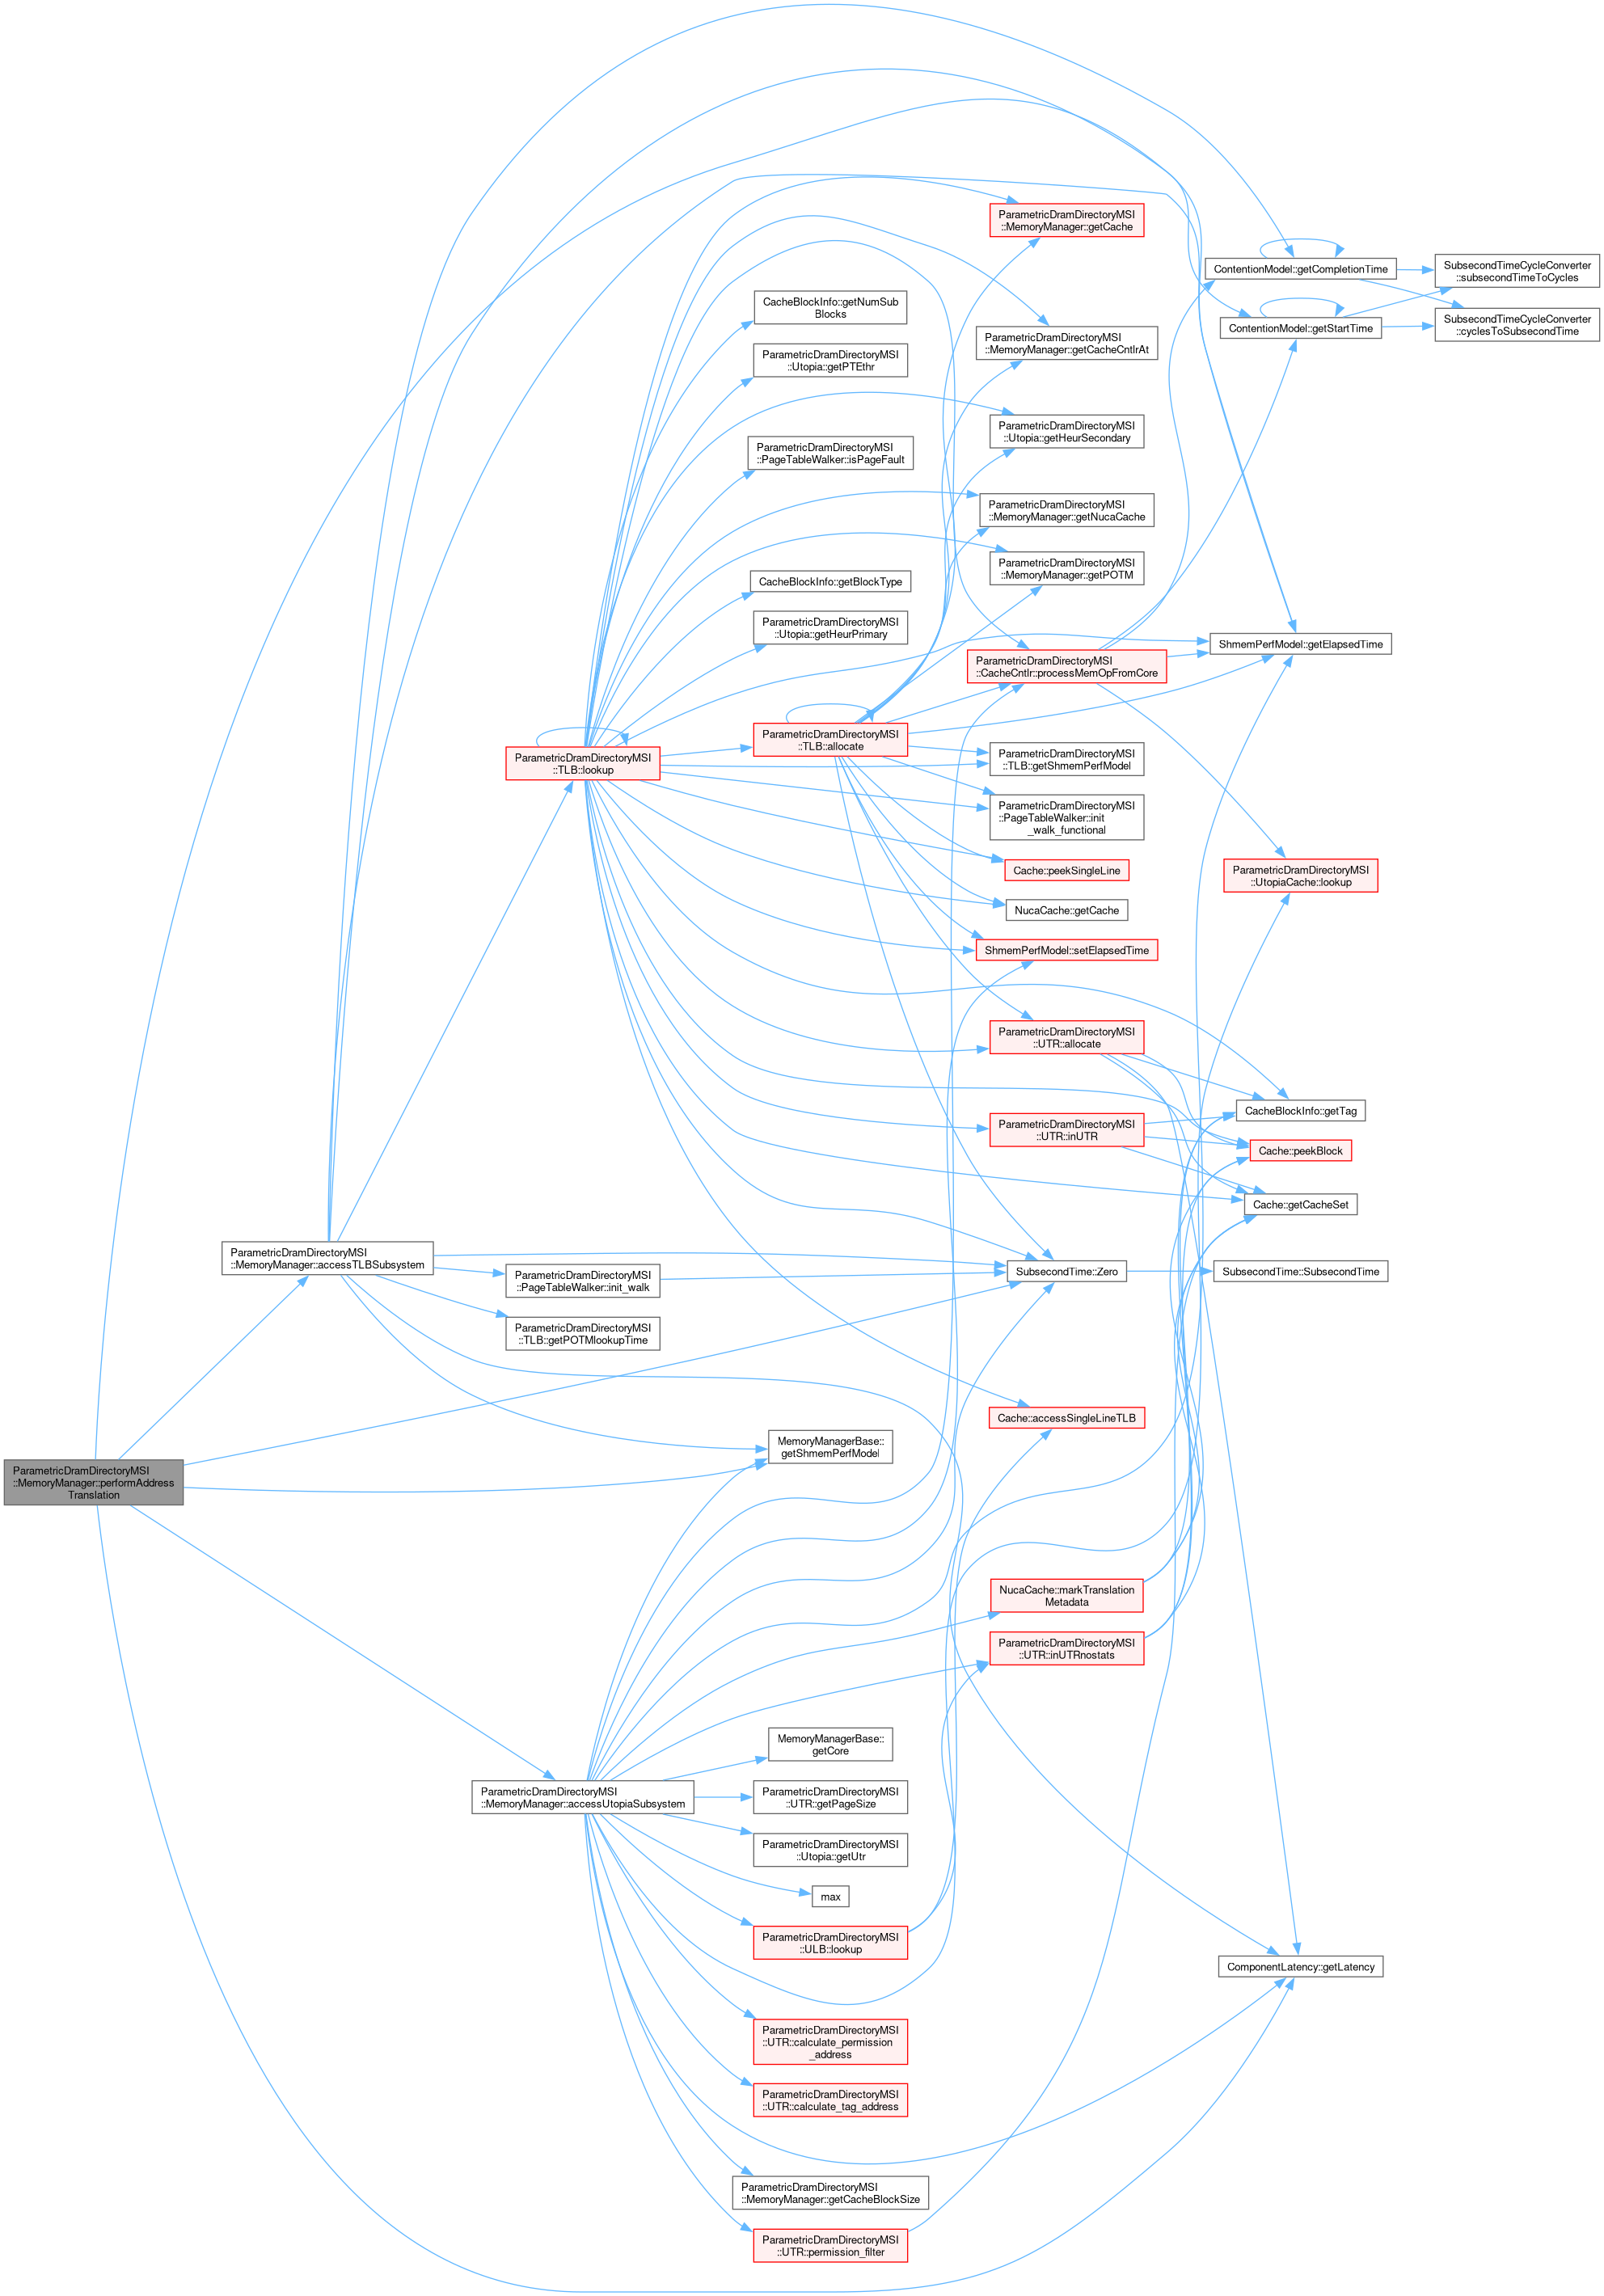 ParametricDramDirectoryMSI
::MemoryManager::performAddress
Translation
ParametricDramDirectoryMSI
::MemoryManager::accessTLBSubsystem
ParametricDramDirectoryMSI
::MemoryManager::accessUtopiaSubsystem
ParametricDramDirectoryMSI
::TLB::lookup
ParametricDramDirectoryMSI
::PageTableWalker::init_walk
ParametricDramDirectoryMSI
::TLB::getPOTMlookupTime
CacheBlockInfo::getNumSub
Blocks
ParametricDramDirectoryMSI
::Utopia::getPTEthr
ParametricDramDirectoryMSI
::PageTableWalker::isPageFault
CacheBlockInfo::getBlockType
ParametricDramDirectoryMSI
::Utopia::getHeurPrimary
ParametricDramDirectoryMSI
::TLB::allocate
MemoryManagerBase::
getShmemPerfModel
MemoryManagerBase::
getCore
ParametricDramDirectoryMSI
::UTR::getPageSize
ParametricDramDirectoryMSI
::Utopia::getUtr
max
ParametricDramDirectoryMSI
::ULB::lookup
ParametricDramDirectoryMSI
::UTR::calculate_permission
_address
ParametricDramDirectoryMSI
::UTR::calculate_tag_address
ParametricDramDirectoryMSI
::MemoryManager::getCacheBlockSize
ParametricDramDirectoryMSI
::UTR::permission_filter
ParametricDramDirectoryMSI
::MemoryManager::getCache
ParametricDramDirectoryMSI
::MemoryManager::getCacheCntlrAt
ParametricDramDirectoryMSI
::Utopia::getHeurSecondary
ParametricDramDirectoryMSI
::MemoryManager::getNucaCache
ParametricDramDirectoryMSI
::MemoryManager::getPOTM
ParametricDramDirectoryMSI
::CacheCntlr::processMemOpFromCore
ParametricDramDirectoryMSI
::TLB::getShmemPerfModel
ParametricDramDirectoryMSI
::PageTableWalker::init
_walk_functional
Cache::peekSingleLine
NucaCache::getCache
ShmemPerfModel::setElapsedTime
ParametricDramDirectoryMSI
::UTR::allocate
ParametricDramDirectoryMSI
::UTR::inUTR
SubsecondTime::Zero
Cache::accessSingleLineTLB
NucaCache::markTranslation
Metadata
ParametricDramDirectoryMSI
::UTR::inUTRnostats
ContentionModel::getCompletionTime
ContentionModel::getStartTime
ShmemPerfModel::getElapsedTime
ParametricDramDirectoryMSI
::UtopiaCache::lookup
CacheBlockInfo::getTag
Cache::peekBlock
Cache::getCacheSet
SubsecondTime::SubsecondTime
ComponentLatency::getLatency
SubsecondTimeCycleConverter
::subsecondTimeToCycles
SubsecondTimeCycleConverter
::cyclesToSubsecondTime